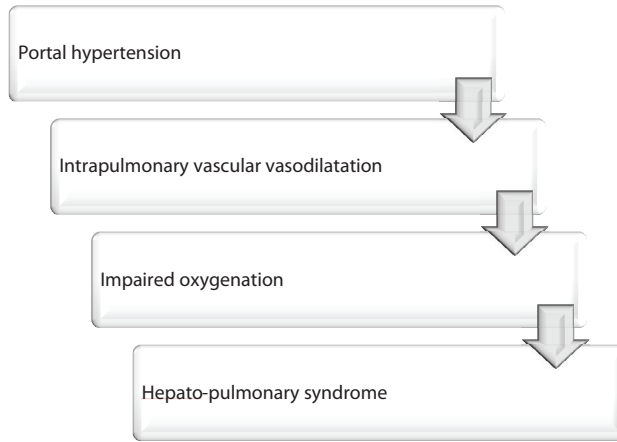 Portal hypertension
Intrapulmonary vascular vasodilatation
Impaired oxygenation
Hepato-pulmonary syndrome